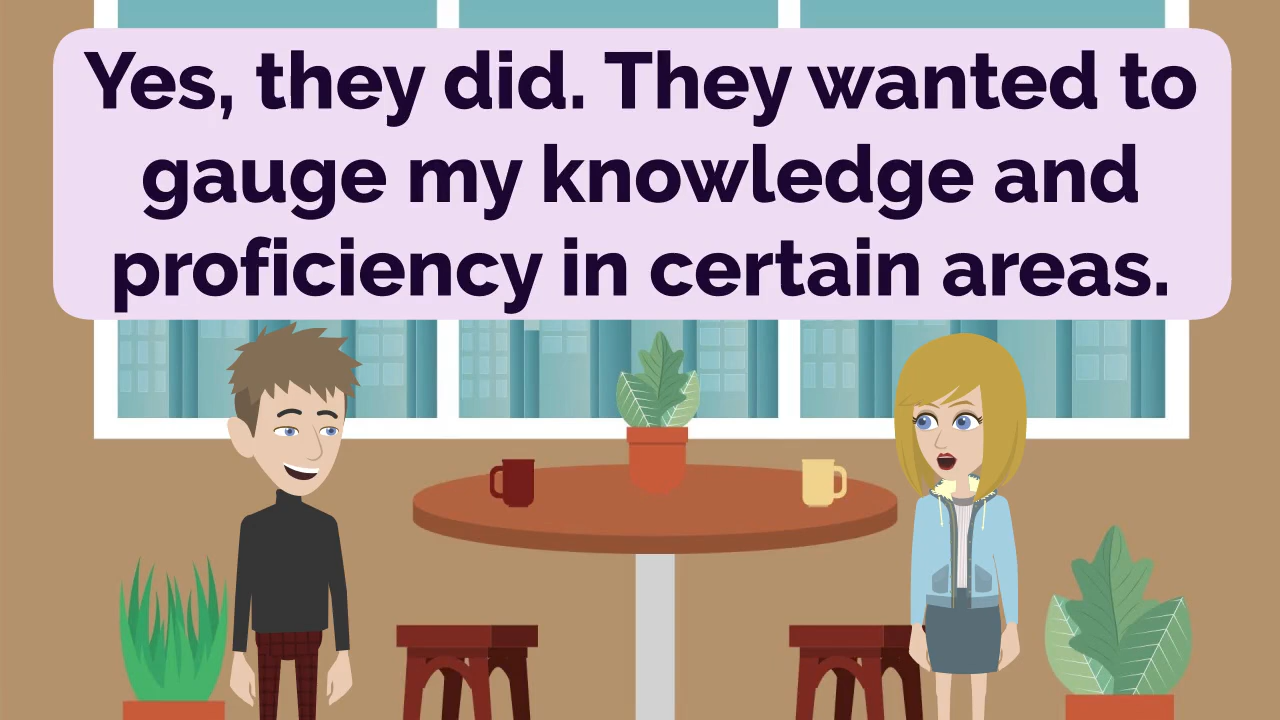 Yes, they did. They wanted to
gauge my knowledge and
proficiency in certain areas.